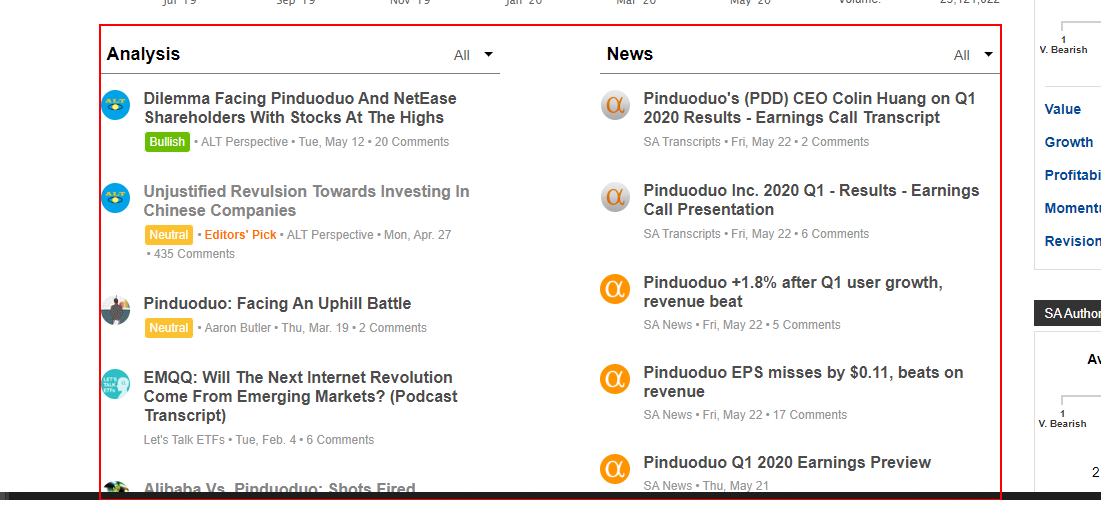 Jul '19 Sep '19 Nov '19 Jan '20 Mar '20 May '20 Volume:
Analysis All
Dilemma Facing Pinduoduo And NetEase
Shareholders With Stocks At The Highs
Bullish • ALT Perspective • Tue, May 12 • 20 Comments
Unjustified Revulsion Towards Investing In
Chinese Companies
Neutral • Editors' Pick • ALT Perspective • Mon, Apr. 27
• 435 Comments
Pinduoduo: Facing An Uphill Battle
Neutral • Aaron Butler • Thu, Mar. 19 • 2 Comments
EMQQ: Will The Next Internet Revolution
Come From Emerging Markets? (Podcast
Transcript)
Let's Talk ETFs • Tue, Feb. 4 • 6 Comments
Alibaba Vs. Pinduoduo: Shots Fired
News All
Pinduoduo's (PDD) CEO Colin Huang on Q1
2020 Results - Earnings Call Transcript
SA Transcripts • Fri, May 22 • 2 Comments
Pinduoduo Inc. 2020 Q1 - Results - Earnings
Call Presentation
SA Transcripts • Fri, May 22 • 6 Comments
Pinduoduo +1.8% after Q1 user growth,
revenue beat
SA News • Fri, May 22 • 5 Comments
Pinduoduo EPS misses by $0.11, beats on
revenue
SA News • Fri, May 22 • 17 Comments
Pinduoduo Q1 2020 Earnings Preview
SA News • Thu, May 21
1
V. Bearish
Value
Growth
Profitabi
Momentu
Revision
SA Author
Av
1
V. Bearish
2